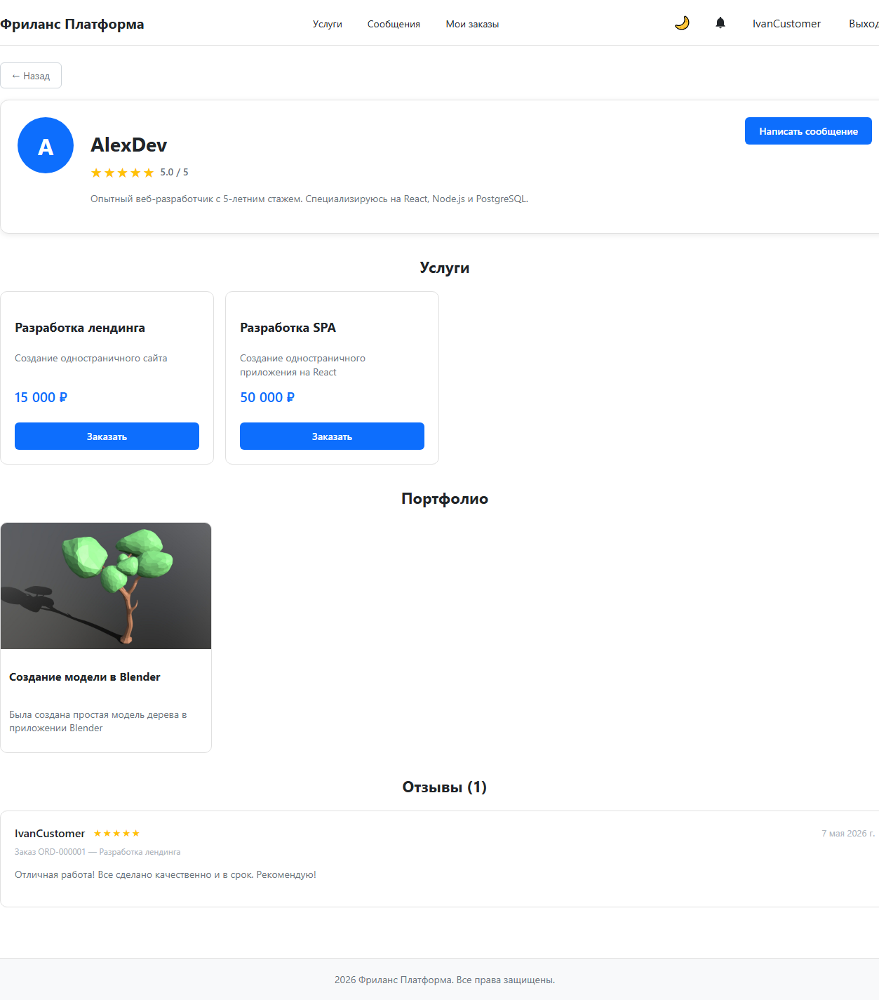 Фриланс Платформа
Услуги
Сообщения
Мои заказы
IvanCustomer
Выход
← Назад
A
AlexDev
Написать сообщение
★★★★★ 5.0 / 5
Опытный веб-разработчик с 5-летним стажем. Специализируюсь на React, Node.js и PostgreSQL.
Услуги
Разработка лендинга
Создание одностраничного сайта
15 000 ₽
Заказать
Разработка SPA
Создание одностраничного
приложения на React
50 000 ₽
Заказать
Портфолио
Создание модели в Blender
Была создана простая модель дерева в
приложении Blender
Отзывы (1)
IvanCustomer ★★★★★
7 мая 2026 г.
Заказ ORD-000001 — Разработка лендинга
Отличная работа! Все сделано качественно и в срок. Рекомендую!
2026 Фриланс Платформа. Все права защищены.